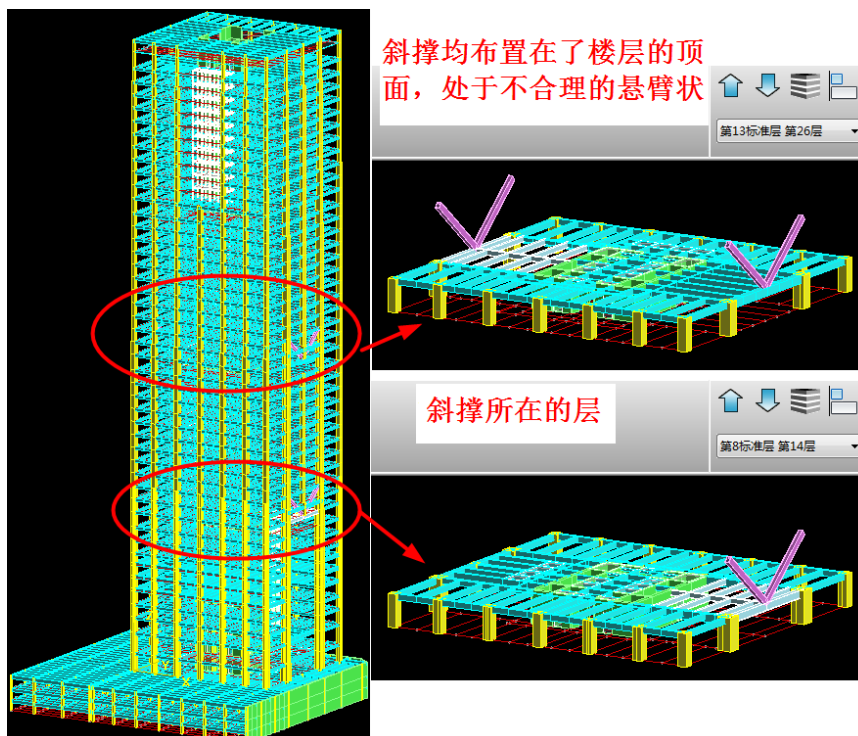 斜撑均布置在了楼层的顶
面，处于不合理的悬臂状
第13标准层 第26层
斜撑所在的层
第8标准层 第14层